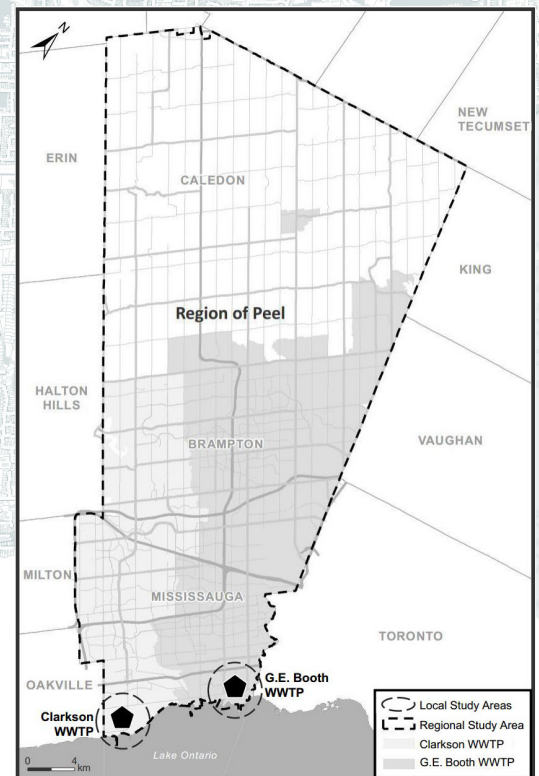 N
NEW
TECUMSET
ERIN
CALEDON
KING
Region of Peel
HALTON
HILLS
BRAMPTON
VAUGHAN
MILTON
MISSISSAUGA
TORONTO
OAKVILLE
G.E. Booth
WWTP
Clarkson
WWTP
Local Study Areas
Regional Study Area
Clarkson WWTP
G.E. Booth WWTP
0 4
km
Lake Ontario